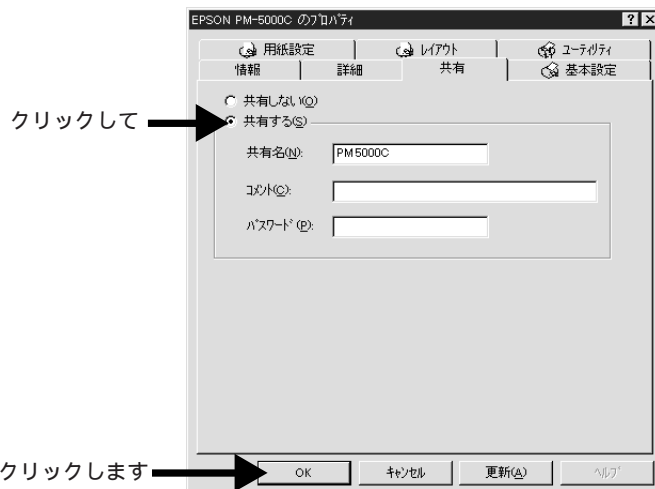 EPSON PM-5000C のプロパティ
用紙設定 レイアウト ユーティリティ
情報 詳細 共有 基本設定
共有しない(O)
クリックして 共有する(S)
共有名(N): PM5000C
コメント(C):
パスワード(P):
クリックします OK キャンセル 更新(A) ヘルプ